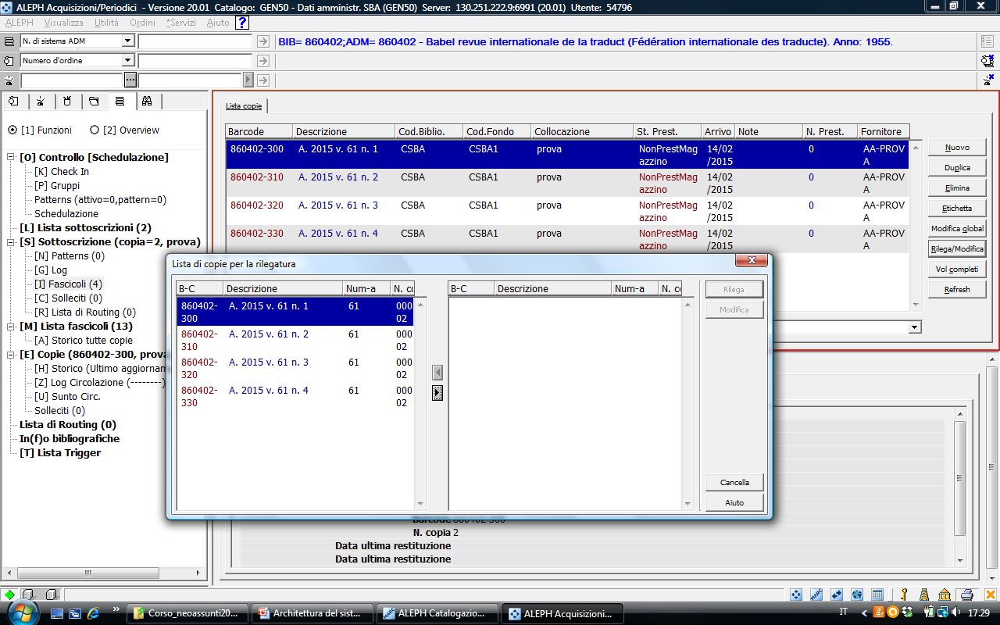 ALEPH Acquisizioni/Periodici - Versione 20.01 Catalogo: GEN50 - Dati amministr. SBA (GEN50) Server: 130.251.222.9:6991 (20.01) Utente: 54796
ALEPH Visualizza Utilità Ordini *Servizi Aiuto ?
N. di sistema ADM
BIB= 860402;ADM= 860402 - Babel revue internationale de la traduct (Fédération internationale des traducte). Anno: 1955.
Numero d'ordine
[1] Funzioni [2] Overview
[O] Controllo [Schedulazione]
[K] Check In
[P] Gruppi
Patterns (attivo=0,pattern=0)
Schedulazione
[L] Lista sottoscrizioni (2)
[S] Sottoscrizione (copia=2, prova)
[N] Patterns (0)
[G] Log
[I] Fascicoli (4)
[C] Solleciti (0)
[R] Lista di Routing (0)
[M] Lista fascicoli (13)
[A] Storico tutte copie
[E] Copie (860402-300, prova
[H] Storico (Ultimo aggiornam
[Z] Log Circolazione (--------)
[U] Sunto Circ.
Solleciti (0)
Lista di Routing (0)
In(f)o bibliografiche
[T] Lista Trigger
Lista copie
Barcode Descrizione Cod.Biblio. Cod.Fondo Collocazione St. Prest. Arrivo Note N. Prest. Fornitore
860402-300 A. 2015 v. 61 n. 1 CSBA CSBA1 prova NonPrestMag 14/02 0 AA-PROV
azzino /2015 A
860402-310 A. 2015 v. 61 n. 2 CSBA CSBA1 prova NonPrestMag 14/02 0 AA-PROV
azzino /2015 A
860402-320 A. 2015 v. 61 n. 3 CSBA CSBA1 prova NonPrestMag 14/02 0 AA-PROV
azzino /2015 A
860402-330 A. 2015 v. 61 n. 4 CSBA CSBA1 prova NonPrestMag 14/02 0 AA-PROV
azzino /2015 A
Nuovo
Duplica
Elimina
Etichetta
Modifica global
Rilega/Modifica
Vol completi
Refresh
Lista di copie per la rilegatura
B-C Descrizione Num-a N. co B-C Descrizione Num-a N. co
860402- A. 2015 v. 61 n. 1 61 000
300 02
860402- A. 2015 v. 61 n. 2 61 000
310 02
860402- A. 2015 v. 61 n. 3 61 000
320 02
860402- A. 2015 v. 61 n. 4 61 000
330 02
Rilega
Modifica
Cancella
Aiuto
Barcode 860402-300
N. copia 2
Data ultima restituzione
Data ultima restituzione
Corso_neoassunti20... Architettura del sist... ALEPH Catalogazio... ALEPH Acquisizioni... IT 17.29